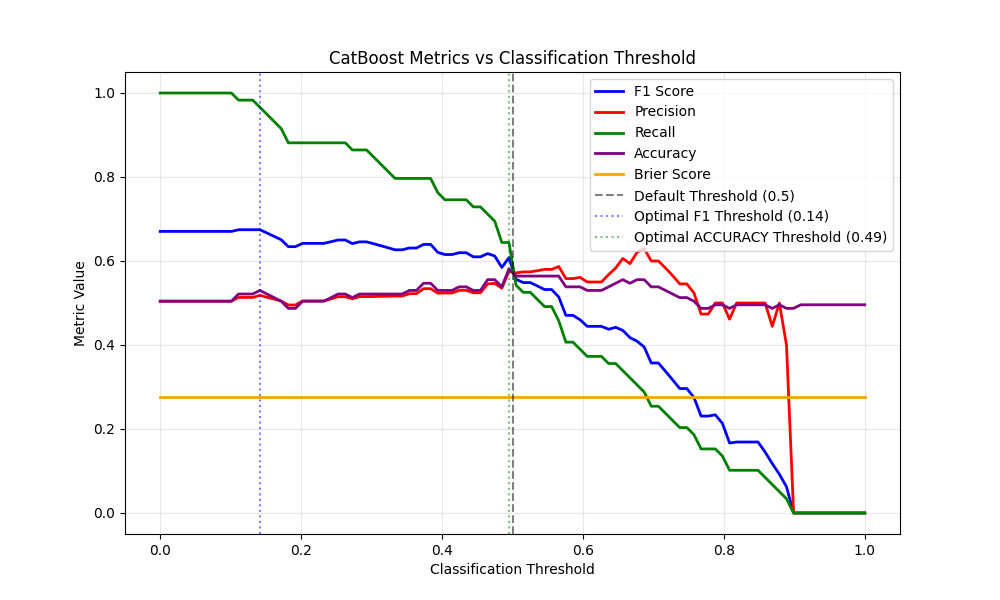 CatBoost Metrics vs Classification Threshold
1.0
0.8
0.6
0.4
0.2
0.0
Metric Value
F1 Score
Precision
Recall
Accuracy
Brier Score
Default Threshold (0.5)
Optimal F1 Threshold (0.14)
Optimal ACCURACY Threshold (0.49)
0.0 0.2 0.4 0.6 0.8 1.0
Classification Threshold